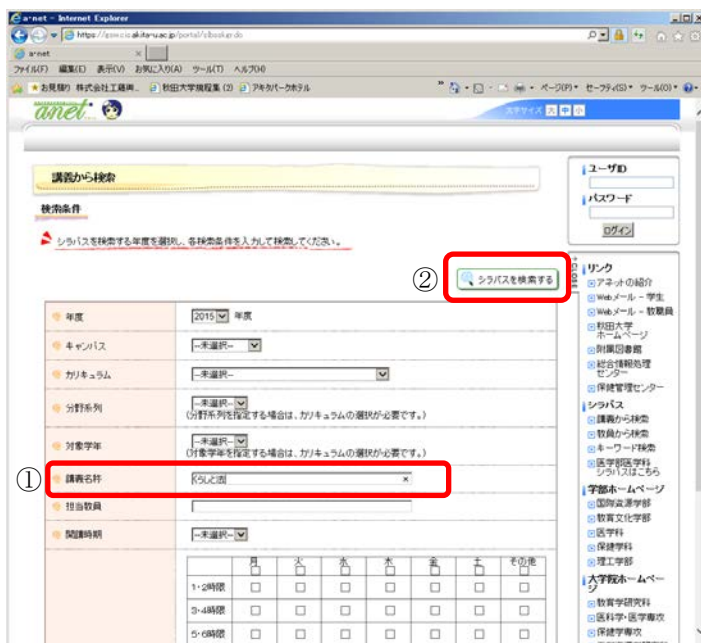 a・net - Internet Explorer
a・net ×
ファイル(F) 編集(E) 表示(V) お気に入り(A) ツール(T) ヘルプ(H)
秋田大学規程集 (2) アキタパークホテル
ページ(P) セーフティ(S) ツール(O)
anet
文字サイズ 大 中 小
講義から検索
検索条件
シラバスを検索する年度を選択し、各検索条件を入力して検索してください。
② シラバスを検索する
年度 2015 年度
キャンパス --未選択--
カリキュラム --未選択--
分野系列 --未選択--
(分野系列を指定する場合は、カリキュラムの選択が必要です。)
対象学年 --未選択--
(対象学年を指定する場合は、カリキュラムの選択が必要です。)
① 講義名称 くらしと法 ×
担当教員
開講時期 --未選択--
月 火 水 木 金 土 その他
1・2時限
3・4時限
5・6時限
ユーザID
パスワード
ログイン
CLOSE
リンク
アネットの紹介
Webメール - 学生
Webメール - 教職員
秋田大学
ホームページ
附属図書館
総合情報処理
センター
保健管理センター
シラバス
講義から検索
教員から検索
キーワード検索
医学部医学科
シラバスはこちら
学部ホームページ
国際資源学部
教育文化学部
医学科
保健学科
理工学部
大学院ホームペー
ジ
教育学研究科
医科学・医学専攻
保健学専攻